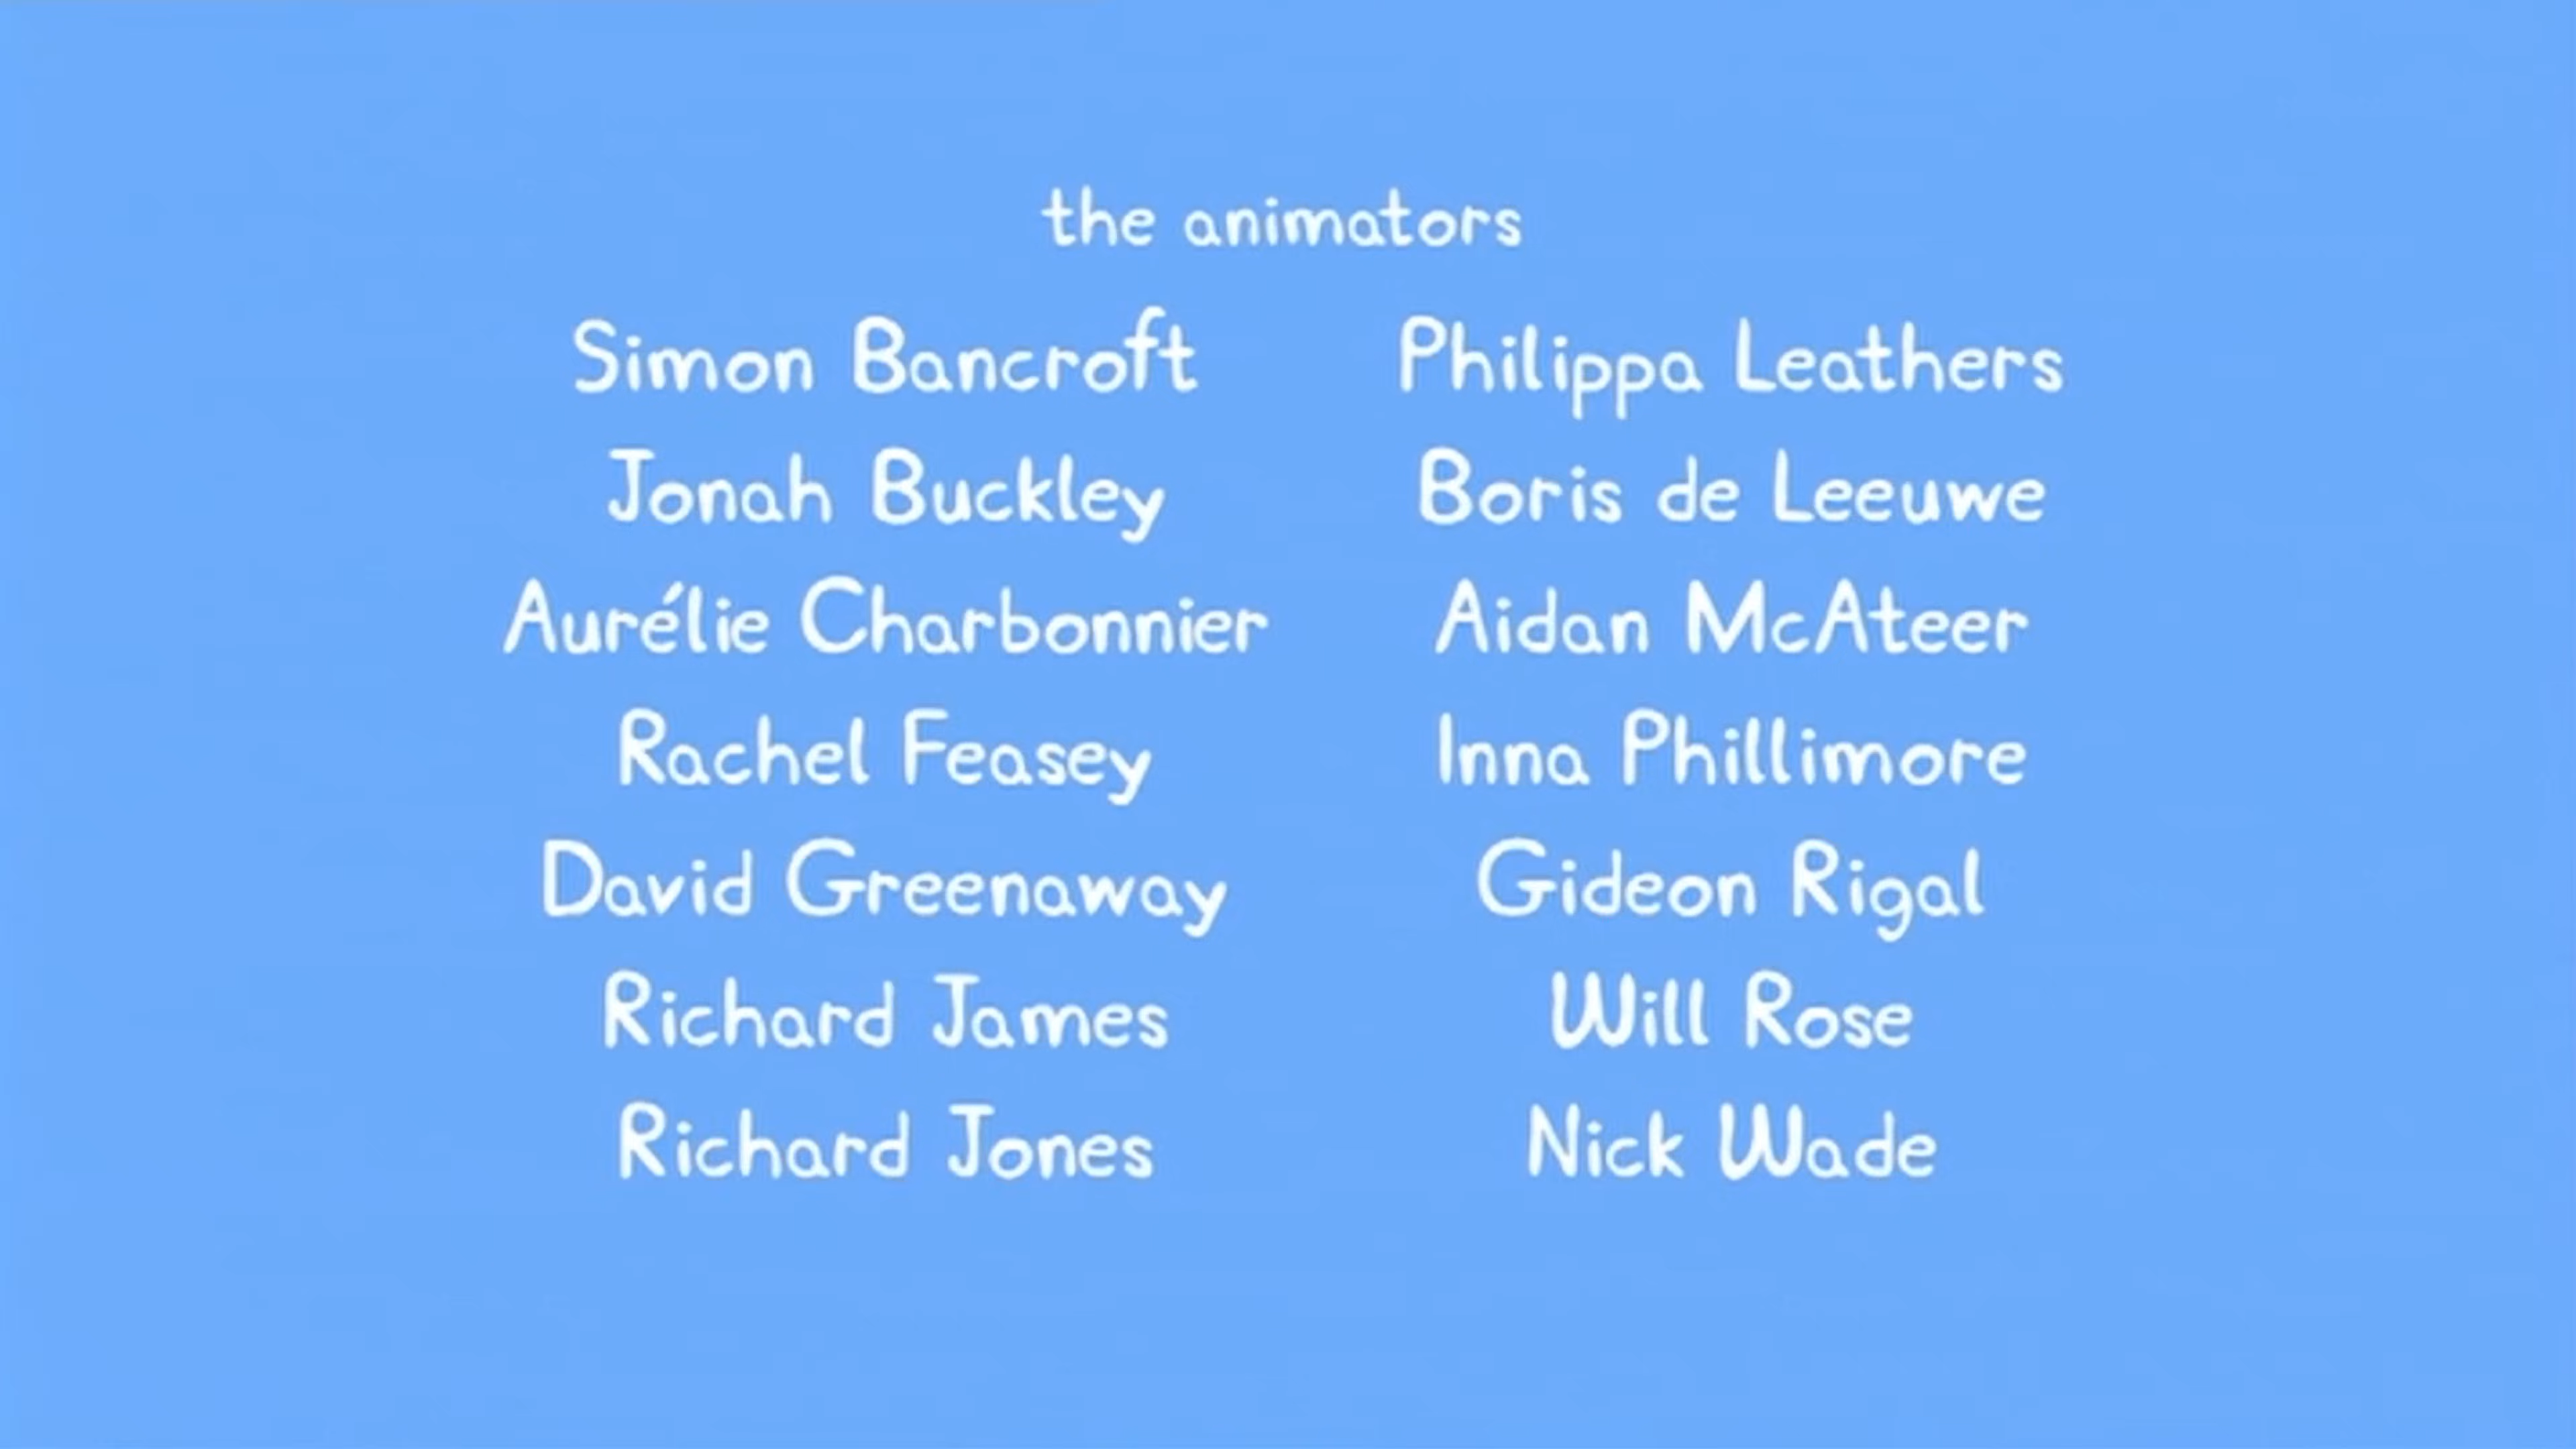 the animators
Simon Bancroft
Jonah Buckley
Aurélie Charbonnier
Rachel Feasey
David Greenaway
Richard James
Richard Jones
Philippa Leathers
Boris de Leeuwe
Aidan McAteer
Inna Phillimore
Gideon Rigal
Will Rose
Nick Wade